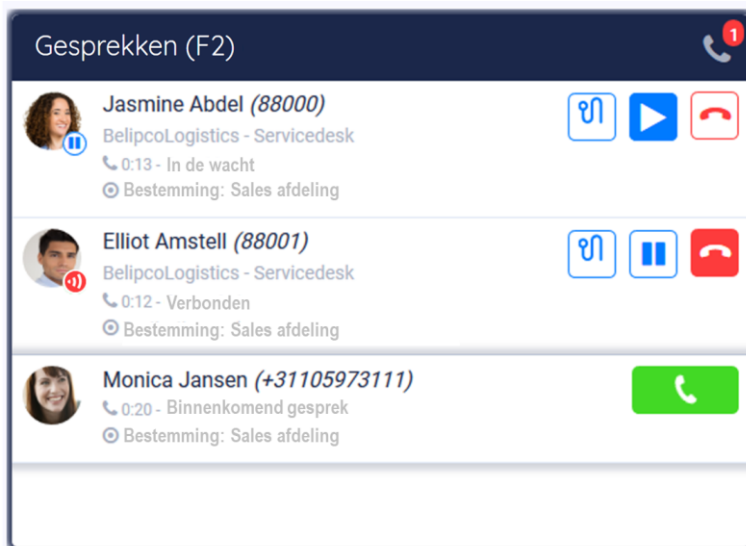 Gesprekken (F2)
1
Jasmine Abdel (88000)
BelipcoLogistics - Servicedesk
0:13 - In de wacht
Bestemming: Sales afdeling
Elliot Amstell (88001)
BelipcoLogistics - Servicedesk
0:12 - Verbonden
Bestemming: Sales afdeling
Monica Jansen (+31105973111)
0:20 - Binnenkomend gesprek
Bestemming: Sales afdeling